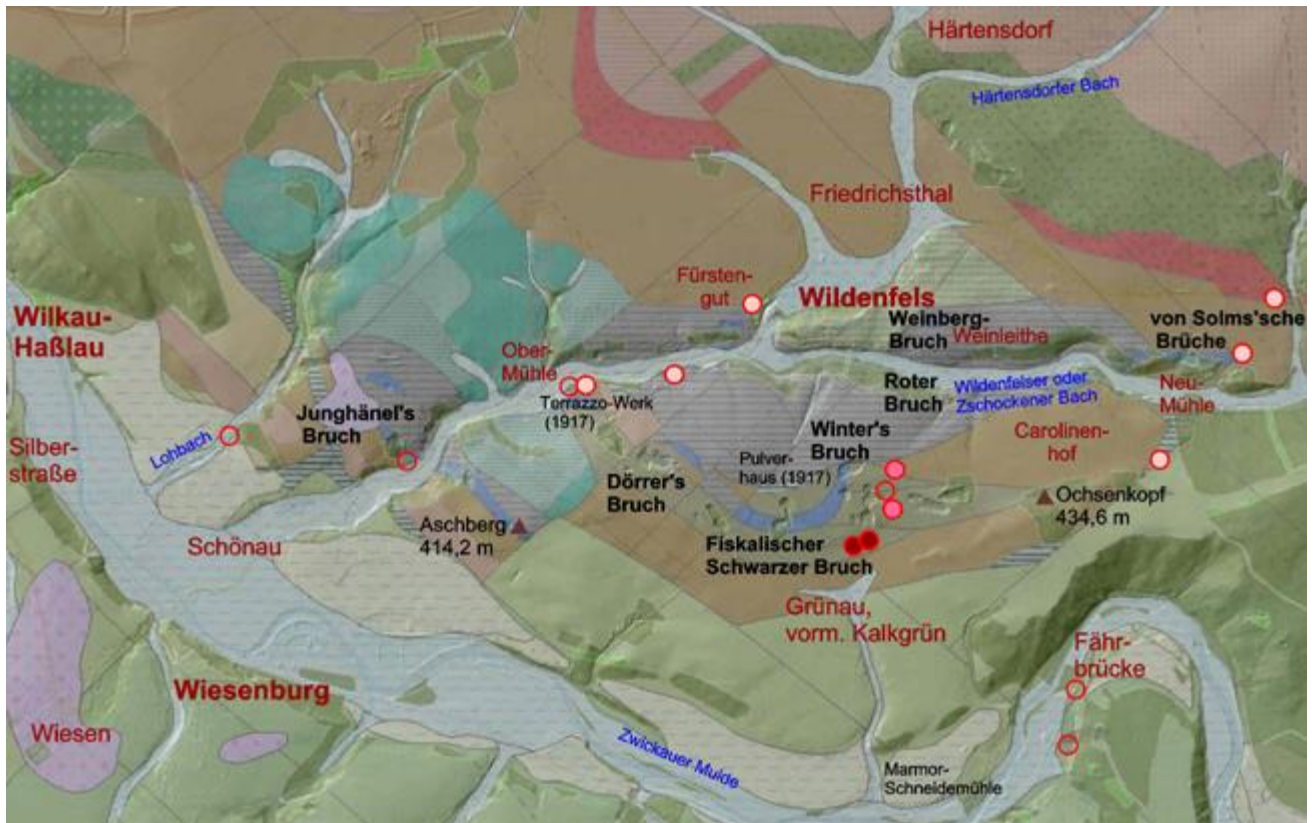 Härtensdorf
Härtensdorfer Bach
Friedrichsthal
Fürsten-
gut
Wildenfels
Wilkau-
Haßlau
Weinberg-
Bruch
Weinleithe
von Solms'sche
Brüche
Ober-
Mühle
Terrazzo-Werk
(1917)
Roter
Bruch
Wildenfelser oder
Zschockener Bach
Neu-
Mühle
Junghänel's
Bruch
Lohbach
Silber-
straße
Winter's
Bruch
Carolinen-
hof
Pulver-
haus (1917)
Dörrer's
Bruch
Ochsenkopf
434,6 m
Aschberg
414,2 m
Schönau
Fiskalischer
Schwarzer Bruch
Grünau,
vorm. Kalkgrün
Fähr-
brücke
Wiesenburg
Wiesen
Zwickauer Mulde
Marmor-
Schneidemühle